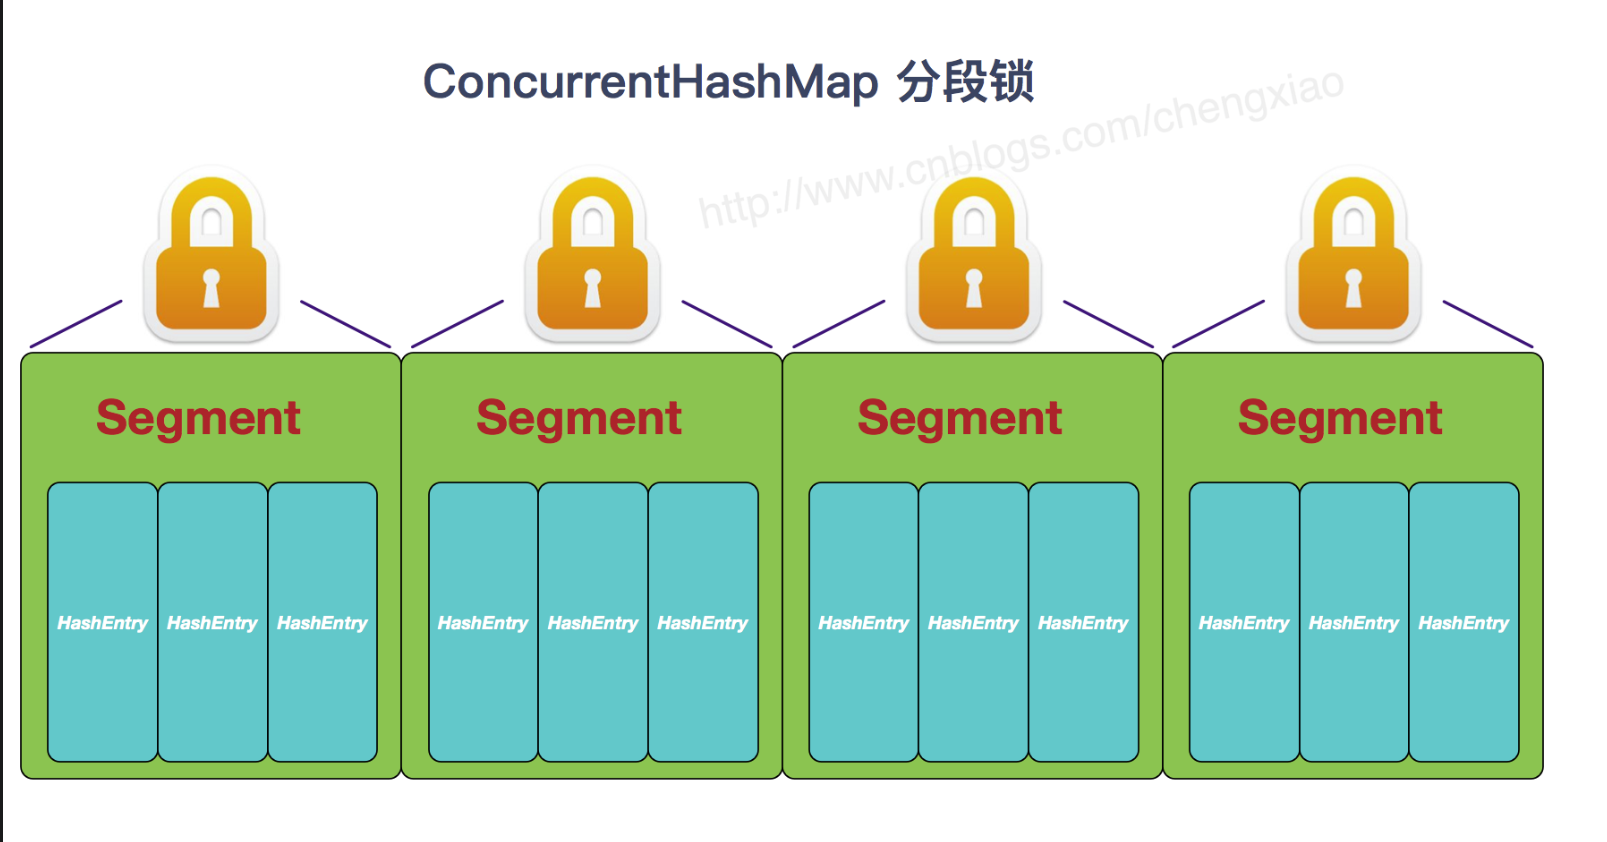 ConcurrentHashMap 分段锁
http://www.cnblogs.com/chengxiao
Segment Segment Segment Segment
HashEntry HashEntry HashEntry HashEntry HashEntry HashEntry HashEntry HashEntry HashEntry HashEntry HashEntry HashEntry